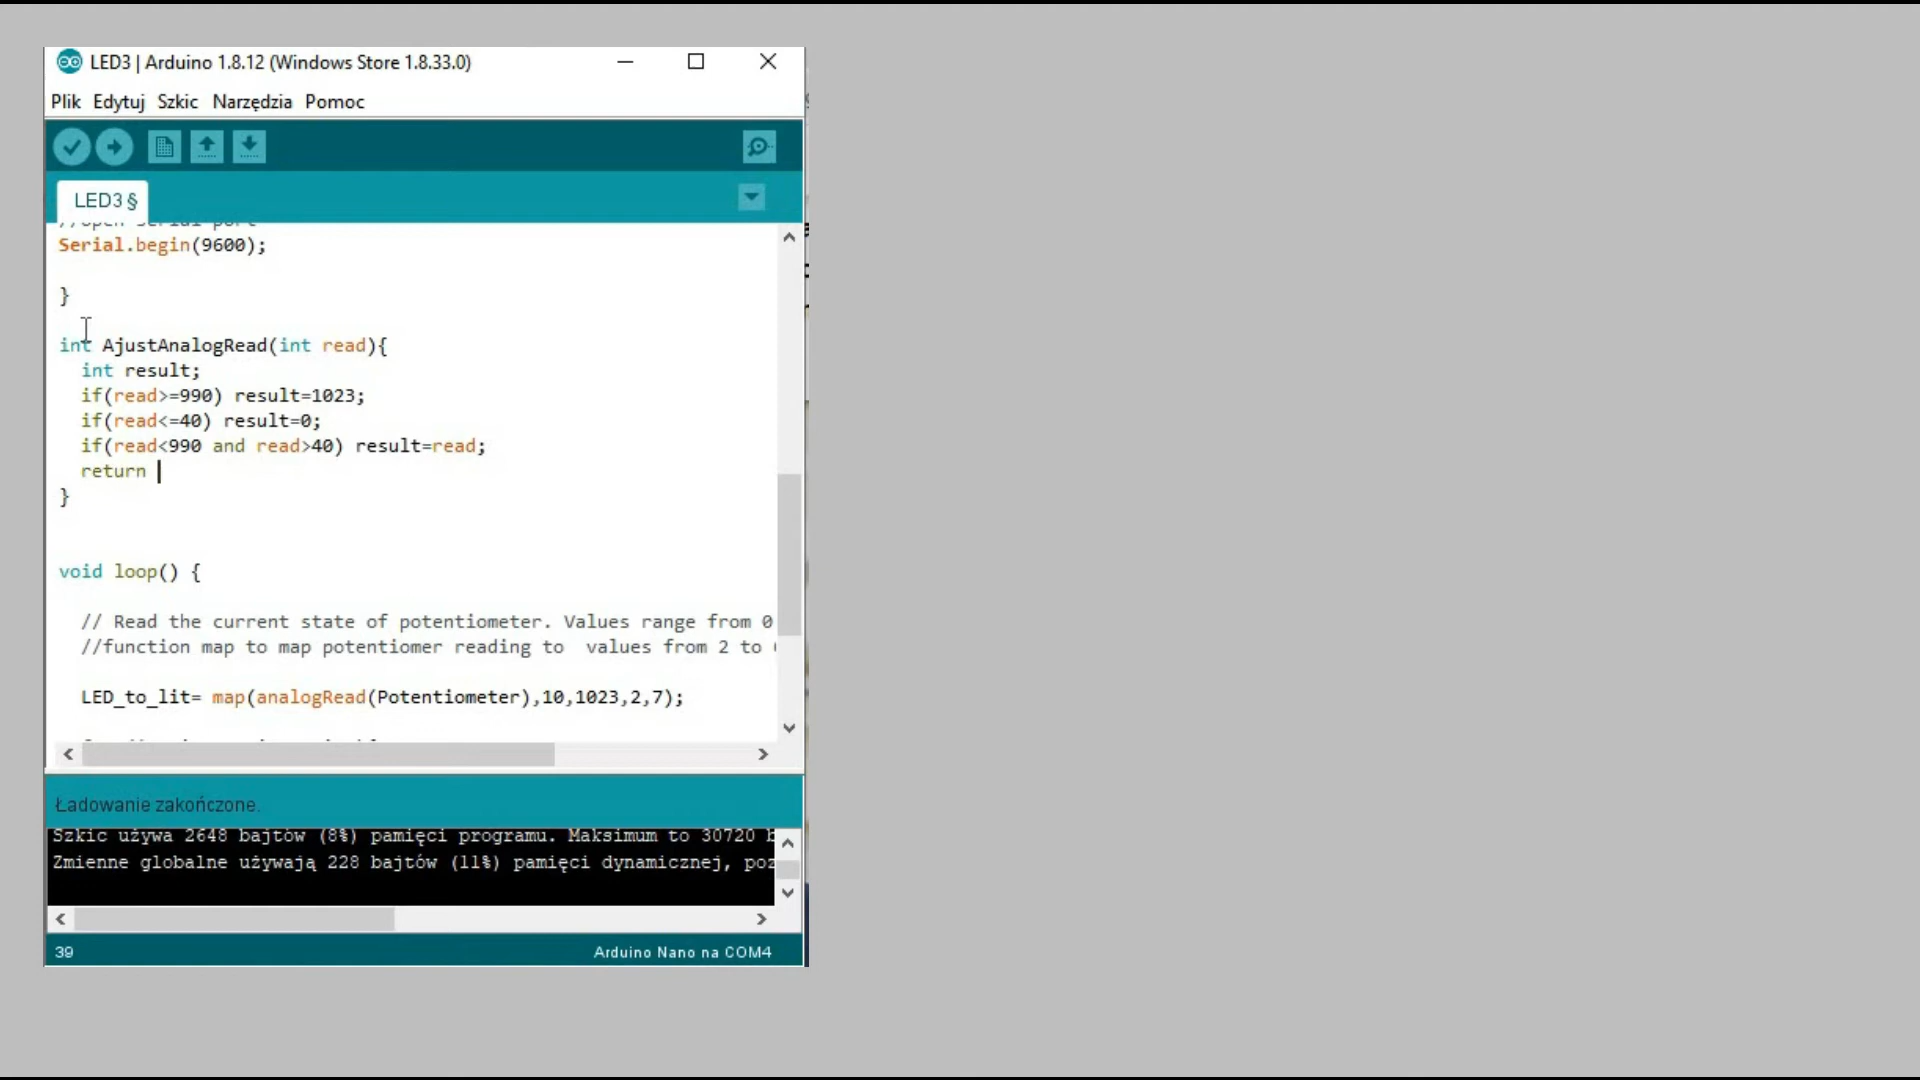 LED3 | Arduino 1.8.12 (Windows Store 1.8.33.0)
Plik Edytuj Szkic Narzędzia Pomoc
LED3 §
//open serial port
Serial.begin(9600);
}
int AjustAnalogRead(int read){
int result;
if(read>=990) result=1023;
if(read<=40) result=0;
if(read<990 and read>40) result=read;
return
}
void loop() {
// Read the current state of potentiometer. Values range from 0
//function map to map potentiomer reading to  values from 2 to
LED_to_lit= map(analogRead(Potentiometer),10,1023,2,7);
Ładowanie zakończone.
Szkic używa 2648 bajtów (8%) pamięci programu. Maksimum to 30720
Zmienne globalne używają 228 bajtów (11%) pamięci dynamicznej, poz
39
Arduino Nano na COM4